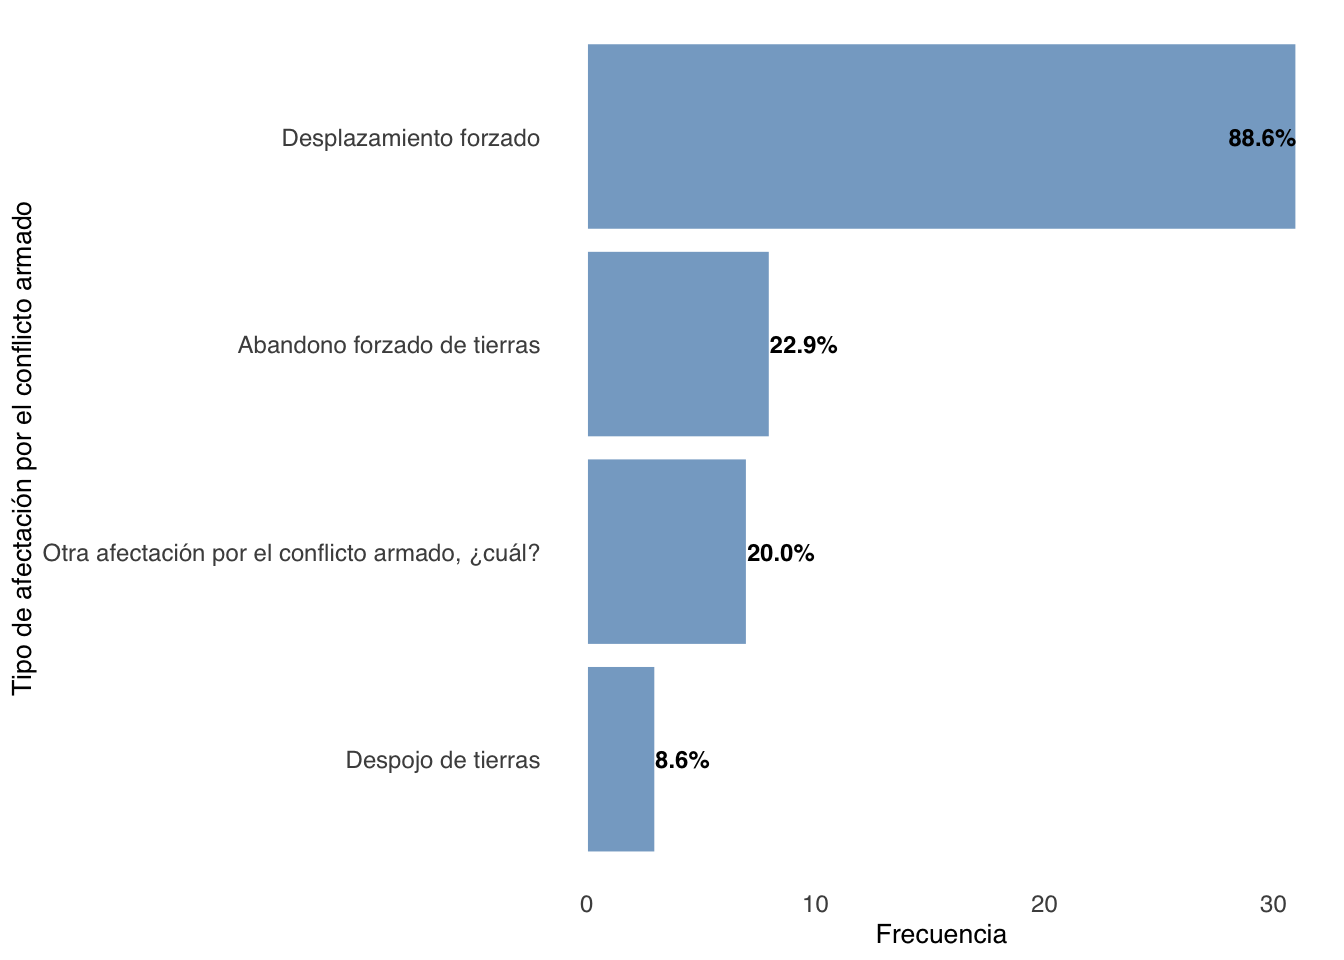 Tipo de afectación por el conflicto armado
Desplazamiento forzado
88.6%
Abandono forzado de tierras
22.9%
Otra afectación por el conflicto armado, ¿cuál?
20.0%
Despojo de tierras
8.6%
0 10 20 30
Frecuencia